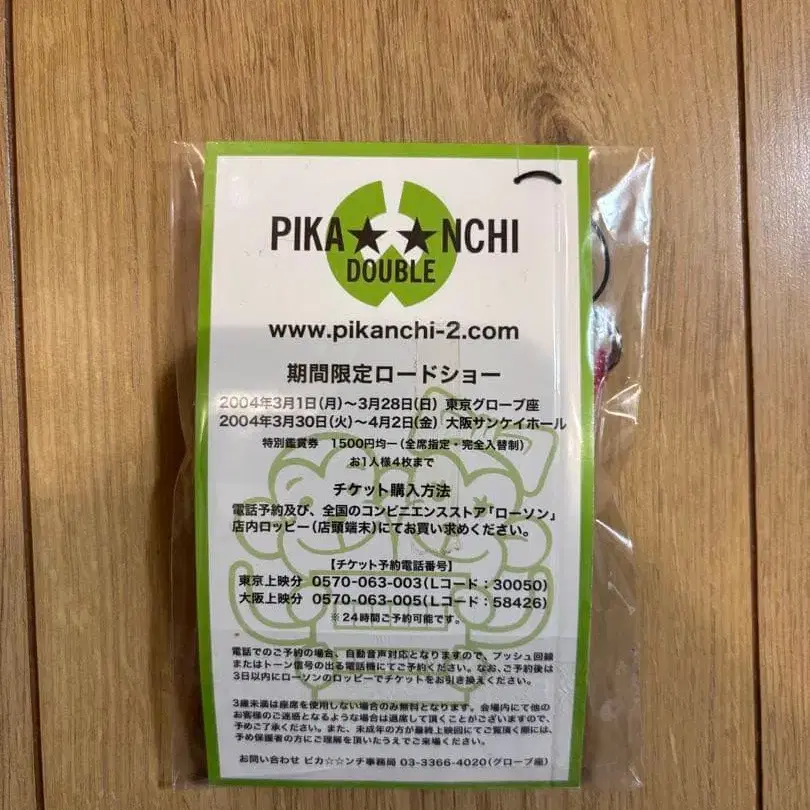 PIKA★★NCHI
DOUBLE
www.pikanchi-2.com
期間限定ロードショー
2004年3月1日(月)〜3月28日(日) 東京グローブ座
2004年3月30日(火)〜4月2日(金) 大阪サンケイホール
特別鑑賞券 1500円均一(全席指定・完全入替制)
お1人様4枚まで
チケット購入方法
電話予約及び、全国のコンビニエンスストア「ローソン」
店内ロッピー(店頭端末)にてお買い求めください。
【チケット予約電話番号】
東京上映分 0570-063-003(Lコード:30050)
大阪上映分 0570-063-005(Lコード:58426)
※24時間ご予約可能です。
電話でのご予約の場合、自動音声対応となりますので、プッシュ回線
またはトーン信号の出る電話機にてご予約ください。なお、ご予約後は
3日以内にローソンのロッピーでチケットをお引き換えください。
3歳未満は座席を使用しない場合のみ無料となります。会場内にて他の
お客様のご迷惑となるような場合は退席して頂くことがございますので、
予めご了承ください。また、未成年の方が最終上映回にてご覧頂く際には、
予め保護者の方にご理解を頂いたうえでご来場ください。
お問い合わせ ピカ☆☆ンチ事務局 03-3366-4020(グローブ座)